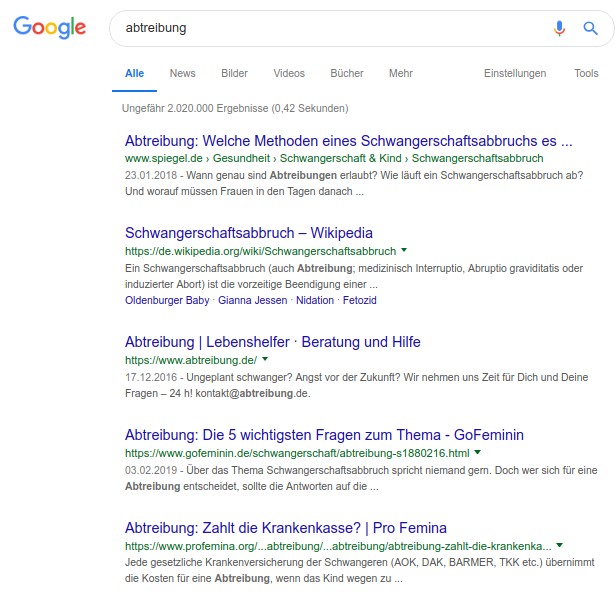 Google
abtreibung
Alle News Bilder Videos Bücher Mehr Einstellungen Tools
Ungefähr 2.020.000 Ergebnisse (0,42 Sekunden)
Abtreibung: Welche Methoden eines Schwangerschaftsabbruchs es ...
www.spiegel.de › Gesundheit › Schwangerschaft & Kind › Schwangerschaftsabbruch
23.01.2018 - Wann genau sind Abtreibungen erlaubt? Wie läuft ein Schwangerschaftsabbruch ab?
Und worauf müssen Frauen in den Tagen danach ...
Schwangerschaftsabbruch – Wikipedia
https://de.wikipedia.org/wiki/Schwangerschaftsabbruch
Ein Schwangerschaftsabbruch (auch Abtreibung; medizinisch Interruptio, Abruptio graviditatis oder
induzierter Abort) ist die vorzeitige Beendigung einer ...
Oldenburger Baby · Gianna Jessen · Nidation · Fetozid
Abtreibung | Lebenshelfer · Beratung und Hilfe
https://www.abtreibung.de/
17.12.2016 - Ungeplant schwanger? Angst vor der Zukunft? Wir nehmen uns Zeit für Dich und Deine
Fragen – 24 h! kontakt@abtreibung.de.
Abtreibung: Die 5 wichtigsten Fragen zum Thema - GoFeminin
https://www.gofeminin.de/schwangerschaft/abtreibung-s1880216.html
03.02.2019 - Über das Thema Schwangerschaftsabbruch spricht niemand gern. Doch wer sich für eine
Abtreibung entscheidet, sollte die Antworten auf die ...
Abtreibung: Zahlt die Krankenkasse? | Pro Femina
https://www.profemina.org/...abtreibung/...abtreibung/abtreibung-zahlt-die-krankenka...
Jede gesetzliche Krankenversicherung der Schwangeren (AOK, DAK, BARMER, TKK etc.) übernimmt
die Kosten für eine Abtreibung, wenn das Kind wegen zu ...